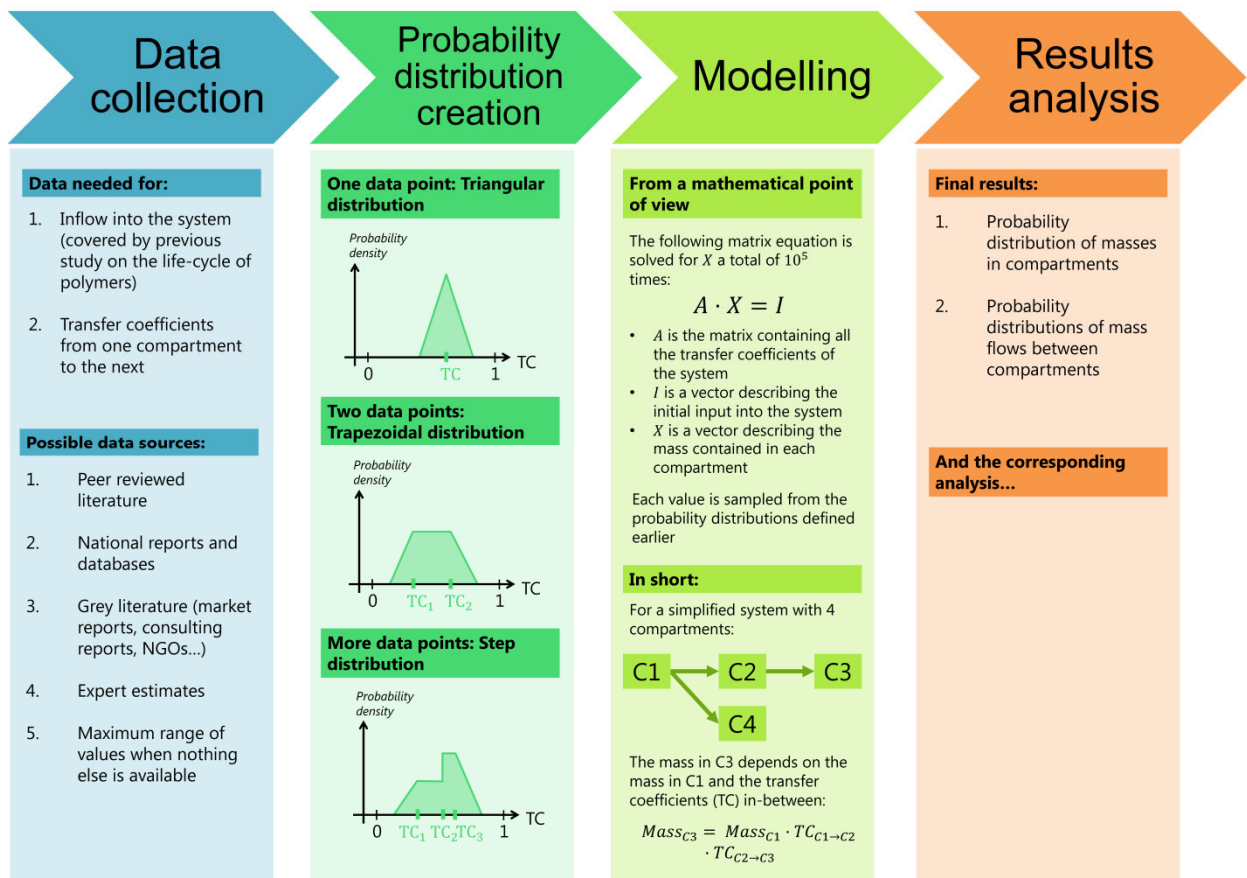 Data
collection
Probability
distribution
creation
Modelling
Results
analysis
Data needed for:
1. Inflow into the system
(covered by previous
study on the life-cycle of
polymers)
2. Transfer coefficients
from one compartment
to the next
Possible data sources:
1. Peer reviewed
literature
2. National reports and
databases
3. Grey literature (market
reports, consulting
reports, NGOs...)
4. Expert estimates
5. Maximum range of
values when nothing
else is available
One data point: Triangular
distribution
Probability
density
0 TC 1 TC
Two data points:
Trapezoidal distribution
Probability
density
0 TC₁ TC₂ 1 TC
More data points: Step
distribution
Probability
density
0 TC₁ TC₂ TC₃ 1 TC
From a mathematical point
of view
The following matrix equation is
solved for X a total of 10⁵
times:
A · X = I
• A is the matrix containing all
the transfer coefficients of
the system
• I is a vector describing the
initial input into the system
• X is a vector describing the
mass contained in each
compartment
Each value is sampled from the
probability distributions defined
earlier
In short:
For a simplified system with 4
compartments:
C1 C2 C3
C4
The mass in C3 depends on the
mass in C1 and the transfer
coefficients (TC) in-between:
Mass_C3 = Mass_C1 · TC_C1→C2
· TC_C2→C3
Final results:
1. Probability
distribution of masses
in compartments
2. Probability
distributions of mass
flows between
compartments
And the corresponding
analysis...